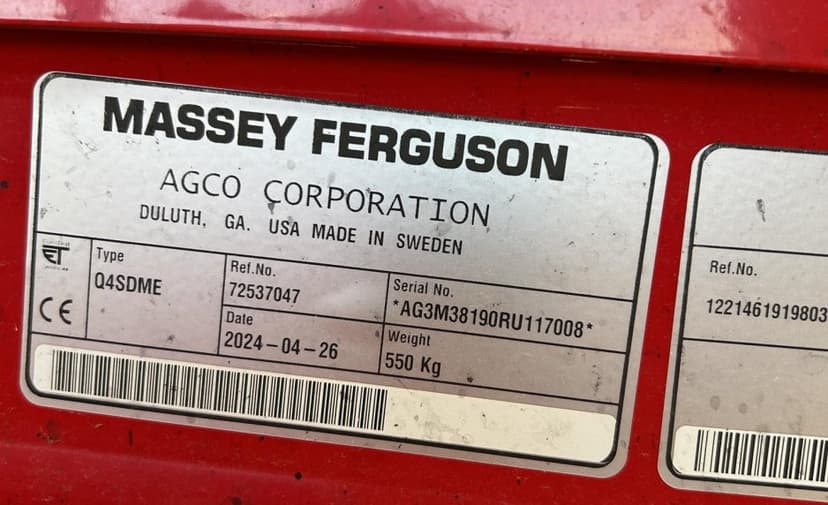 MASSEY FERGUSON
AGCO CORPORATION
DULUTH, GA. USA MADE IN SWEDEN
Type
Q4SDME
Ref.No.
72537047
Serial No.
*AG3M38190RU117008*
CE
Date
2024-04-26
Weight
550 Kg
Ref.No.
1221461919803